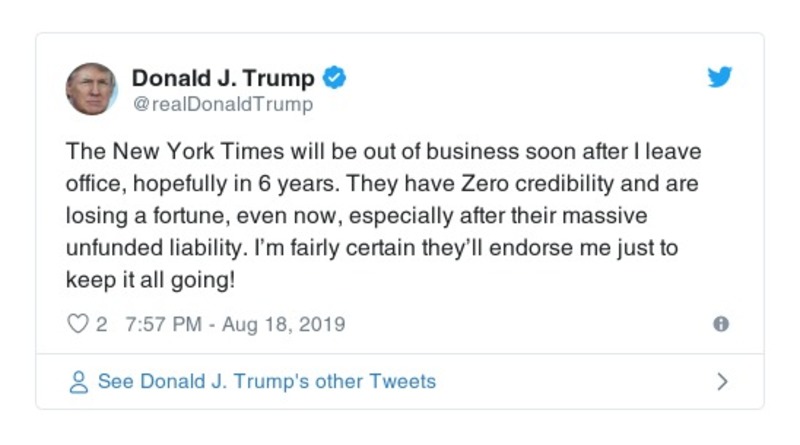 Donald J. Trump
@realDonaldTrump
The New York Times will be out of business soon after I leave
office, hopefully in 6 years. They have Zero credibility and are
losing a fortune, even now, especially after their massive
unfunded liability. I’m fairly certain they’ll endorse me just to
keep it all going!
2 7:57 PM - Aug 18, 2019
See Donald J. Trump's other Tweets